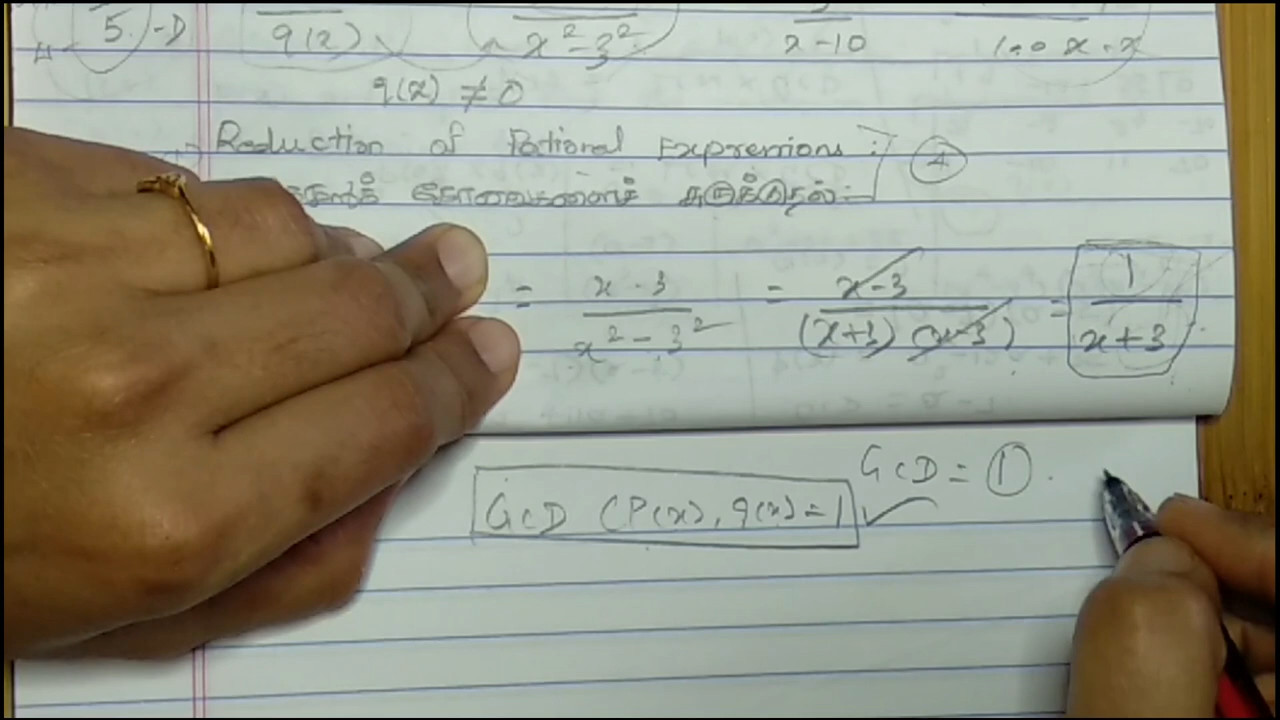 5. -D q(x) x²-3² x-10
q(x) ≠ 0
Reduction of Rational Expressions :- 4
சுருக்குதல்:-
= x-3 / x²-3² = x-3 / (x+3) (x-3) = 1 / x+3
GCD = 1.
GCD (P(x), q(x) = 1 ✓